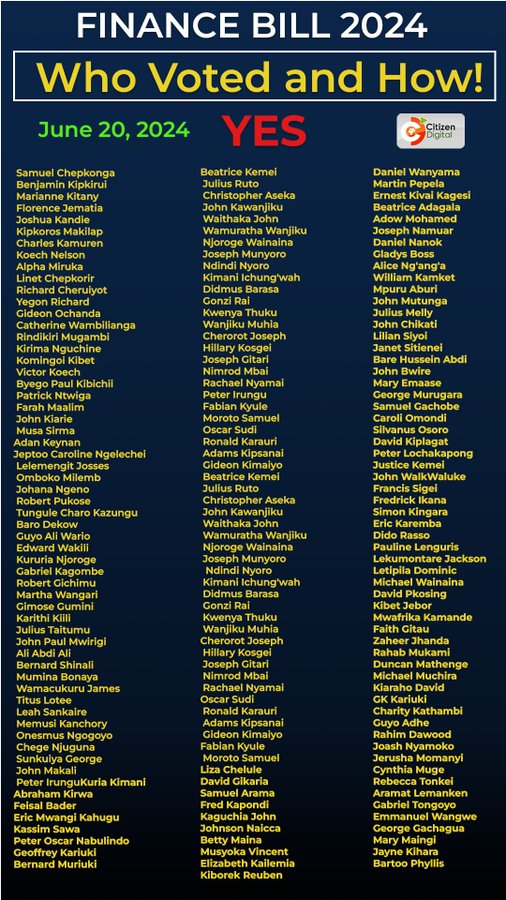 FINANCE BILL 2024
Who Voted and How!
June 20, 2024
YES
Citizen
Digital
Samuel Chepkonga
Benjamin Kipkirui
Marianne Kitany
Florence Jematia
Joshua Kandie
Kipkoros Makilap
Charles Kamuren
Koech Nelson
Alpha Miruka
Linet Chepkorir
Richard Cheruiyot
Yegon Richard
Gideon Ochanda
Catherine Wambilianga
Rindikiri Mugambi
Kirima Nguchine
Komingoi Kibet
Victor Koech
Byego Paul Kibichii
Patrick Ntwiga
Farah Maalim
John Kiarie
Musa Sirma
Adan Keynan
Jeptoo Caroline Ngelechei
Lelemengit Josses
Omboko Milemb
Johana Ngeno
Robert Pukose
Tungule Charo Kazungu
Baro Dekow
Guyo Ali Wario
Edward Wakili
Kururia Njoroge
Gabriel Kagombe
Robert Gichimu
Martha Wangari
Gimose Gumini
Karithi Kiili
Julius Taitumu
John Paul Mwirigi
Ali Abdi Ali
Bernard Shinali
Mumina Bonaya
Wamacukuru James
Titus Lotee
Leah Sankaire
Memusi Kanchory
Onesmus Ngogoyo
Chege Njuguna
Sunkuiya George
John Makali
Peter IrunguKuria Kimani
Abraham Kirwa
Feisal Bader
Eric Mwangi Kahugu
Kassim Sawa
Peter Oscar Nabulindo
Geoffrey Kariuki
Bernard Muriuki
Beatrice Kemei
Julius Ruto
Christopher Aseka
John Kawanjiku
Waithaka John
Wamuratha Wanjiku
Njoroge Wainaina
Joseph Munyoro
Ndindi Nyoro
Kimani Ichung'wah
Didmus Barasa
Gonzi Rai
Kwenya Thuku
Wanjiku Muhia
Cherorot Joseph
Hillary Kosgei
Joseph Gitari
Nimrod Mbai
Rachael Nyamai
Peter Irungu
Fabian Kyule
Moroto Samuel
Oscar Sudi
Ronald Karauri
Adams Kipsanai
Gideon Kimaiyo
Beatrice Kemei
Julius Ruto
Christopher Aseka
John Kawanjiku
Waithaka John
Wamuratha Wanjiku
Njoroge Wainaina
Joseph Munyoro
Ndindi Nyoro
Kimani Ichung'wah
Didmus Barasa
Gonzi Rai
Kwenya Thuku
Wanjiku Muhia
Cherorot Joseph
Hillary Kosgei
Joseph Gitari
Nimrod Mbai
Rachael Nyamai
Oscar Sudi
Ronald Karauri
Adams Kipsanai
Gideon Kimaiyo
Fabian Kyule
Moroto Samuel
Liza Chelule
David Gikaria
Samuel Arama
Fred Kapondi
Kaguchia John
Johnson Naicca
Betty Maina
Musyoka Vincent
Elizabeth Kailemia
Kiborek Reuben
Daniel Wanyama
Martin Pepela
Ernest Kivai Kagesi
Beatrice Adagala
Adow Mohamed
Joseph Namuar
Daniel Nanok
Gladys Boss
Alice Ng'ang'a
William Kamket
Mpuru Aburi
John Mutunga
Julius Melly
John Chikati
Lilian Siyoi
Janet Sitienei
Bare Hussein Abdi
John Bwire
Mary Emaase
George Murugara
Samuel Gachobe
Caroli Omondi
Silvanus Osoro
David Kiplagat
Peter Lochakapong
Justice Kemei
John WalkWaluke
Francis Sigei
Fredrick Ikana
Simon Kingara
Eric Karemba
Dido Rasso
Pauline Lenguris
Lekumontare Jackson
Letipila Dominic
Michael Wainaina
David Pkosing
Kibet Jebor
Mwafrika Kamande
Faith Gitau
Zaheer Jhanda
Rahab Mukami
Duncan Mathenge
Michael Muchira
Kiaraho David
GK Kariuki
Charity Kathambi
Guyo Adhe
Rahim Dawood
Joash Nyamoko
Jerusha Momanyi
Cynthia Muge
Rebecca Tonkei
Aramat Lemanken
Gabriel Tongoyo
Emmanuel Wangwe
George Gachagua
Mary Maingi
Jayne Kihara
Bartoo Phyllis